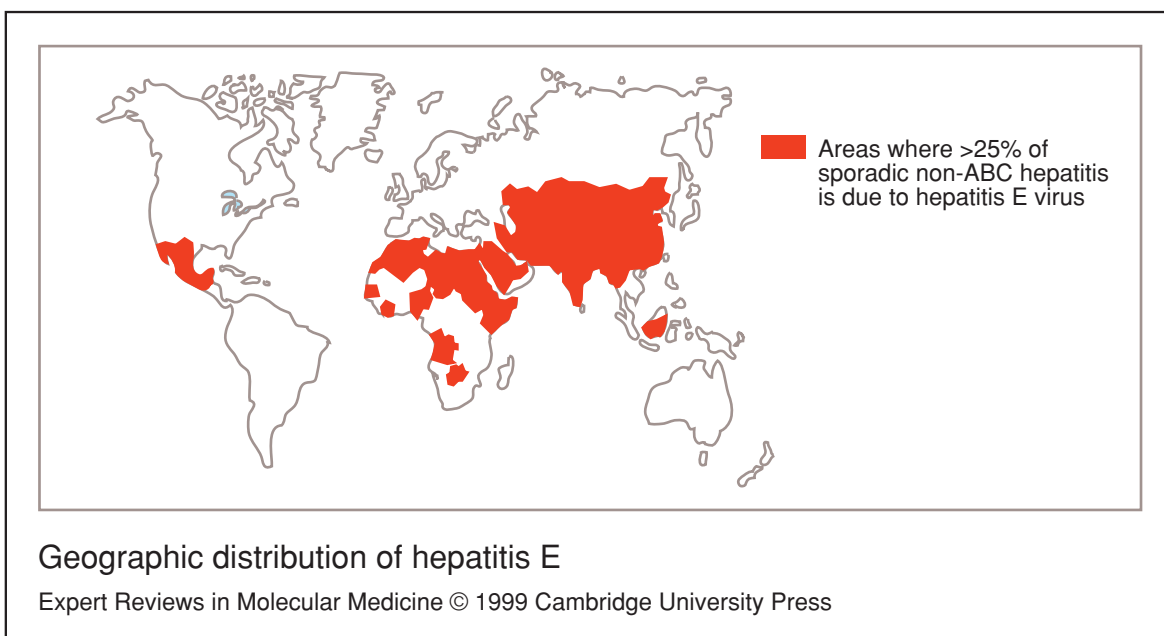 Areas where >25% of
sporadic non-ABC hepatitis
is due to hepatitis E virus
Geographic distribution of hepatitis E
Expert Reviews in Molecular Medicine © 1999 Cambridge University Press